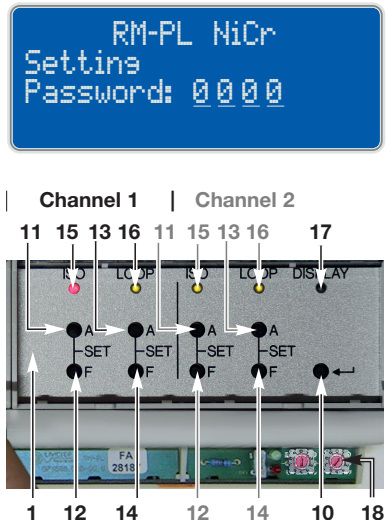 RM-PL NiCr
Setting
Password: 0000
Channel 1 | Channel 2
11 15 13 16 11 15 13 16 17
ISO LOOP ISO LOOP DISPLAY
A A A A
SET SET SET SET
F F F F
FA
2818
1 12 14 12 14 10 18